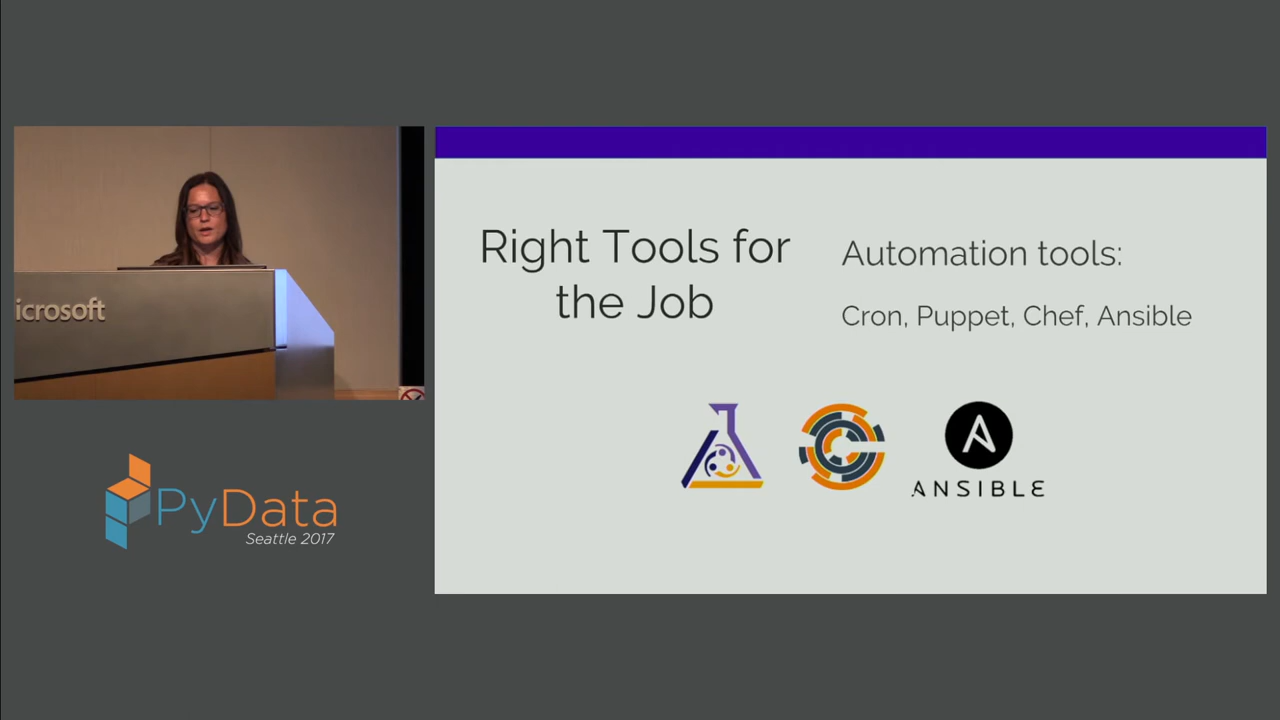 icrosoft
PyData
Seattle 2017
Right Tools for
the Job
Automation tools:
Cron, Puppet, Chef, Ansible
ANSIBLE